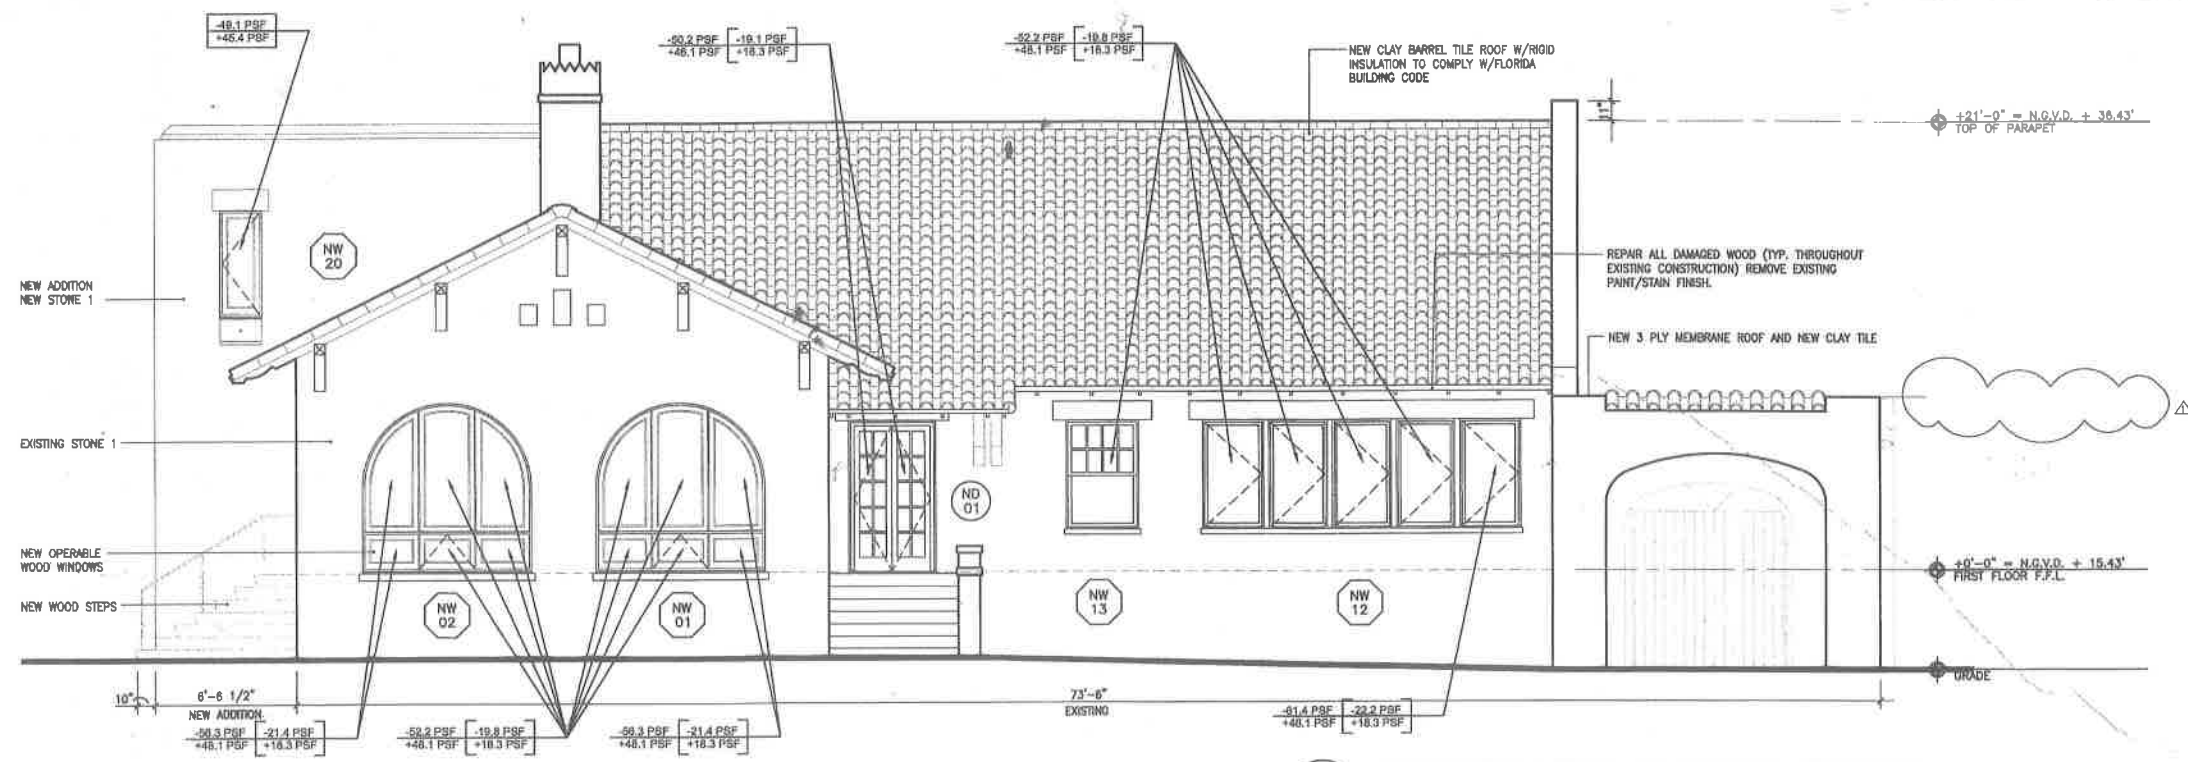 -49.1 PSF
+45.4 PSF
-50.2 PSF -19.1 PSF
+46.1 PSF +18.3 PSF
-52.2 PSF -19.8 PSF
+48.1 PSF +18.3 PSF
NEW CLAY BARREL TILE ROOF W/RIGID
INSULATION TO COMPLY W/FLORIDA
BUILDING CODE
11"
+21'-0" = N.G.V.D. + 36.43'
TOP OF PARAPET
NW
20
NEW ADDITION
NEW STONE 1
REPAIR ALL DAMAGED WOOD (TYP. THROUGHOUT
EXISTING CONSTRUCTION) REMOVE EXISTING
PAINT/STAIN FINISH.
NEW 3 PLY MEMBRANE ROOF AND NEW CLAY TILE
1
EXISTING STONE 1
ND
01
NEW OPERABLE
WOOD WINDOWS
+0'-0" = N.G.V.D. + 15.43'
FIRST FLOOR F.F.L.
NEW WOOD STEPS
NW
02
NW
01
NW
13
NW
12
GRADE
10"
6'-6 1/2"
NEW ADDITION
73'-6"
EXISTING
-56.3 PSF -21.4 PSF
+48.1 PSF +18.3 PSF
-52.2 PSF -19.8 PSF
+48.1 PSF +18.3 PSF
-56.3 PSF -21.4 PSF
+48.1 PSF +18.3 PSF
-61.4 PSF -22.2 PSF
+48.1 PSF +18.3 PSF